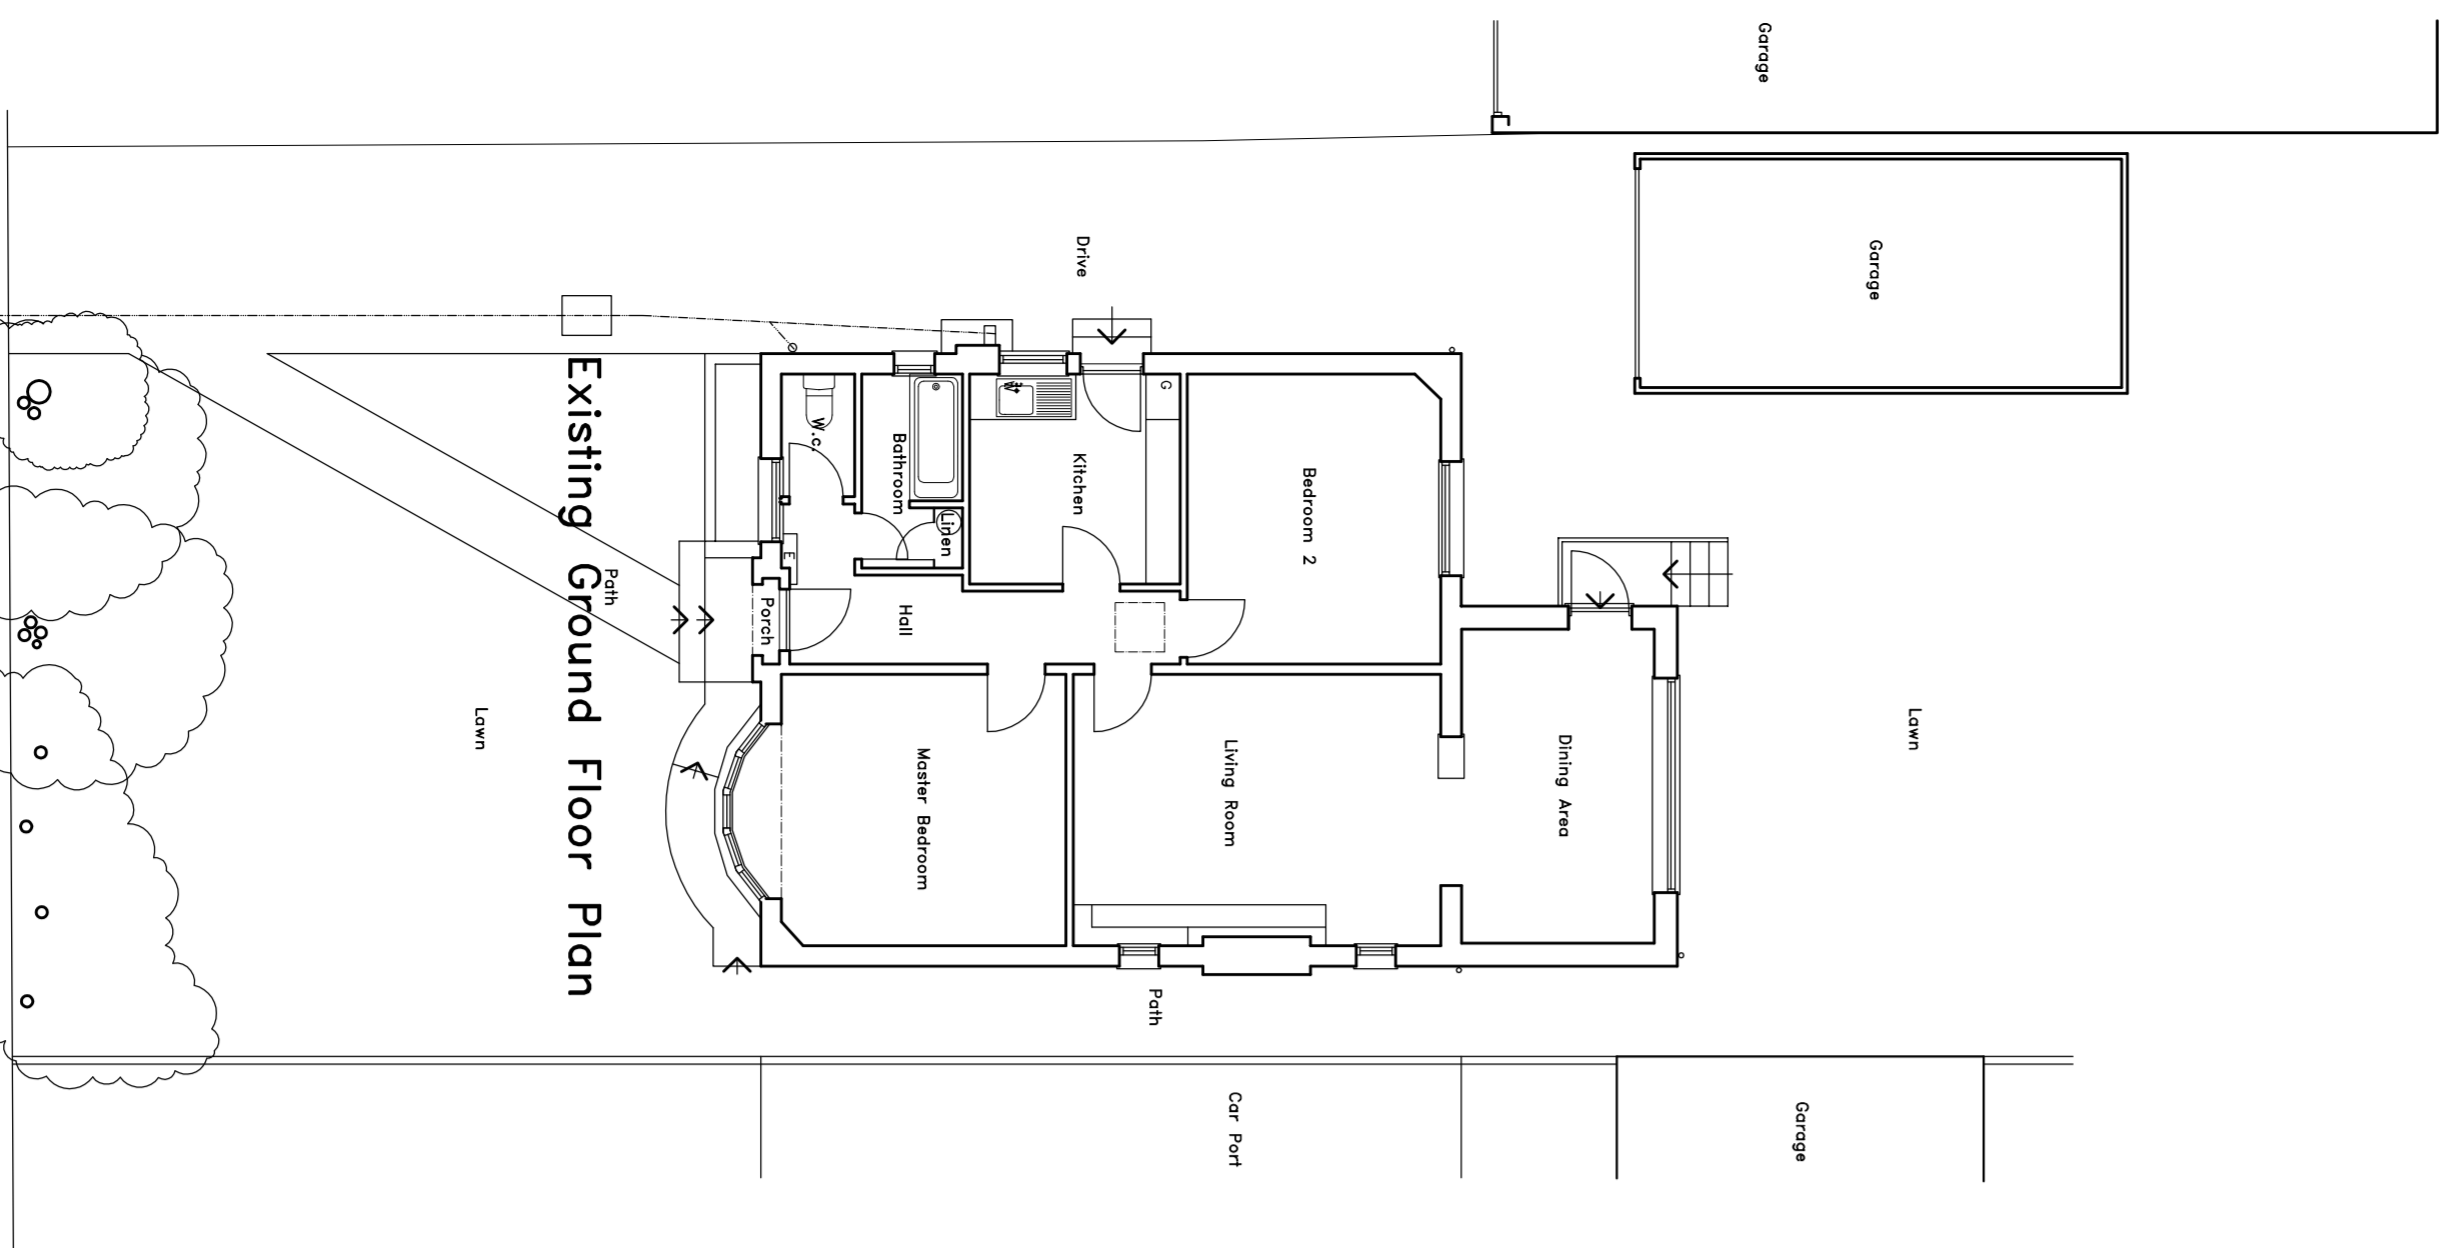 Garage
Garage
Drive
G
W.c.
Bathroom
Linen
Kitchen
Bedroom 2
E
Path
Porch
Hall
Existing Ground Floor Plan
Lawn
Master Bedroom
Living Room
Dining Area
Lawn
Path
Car Port
Garage